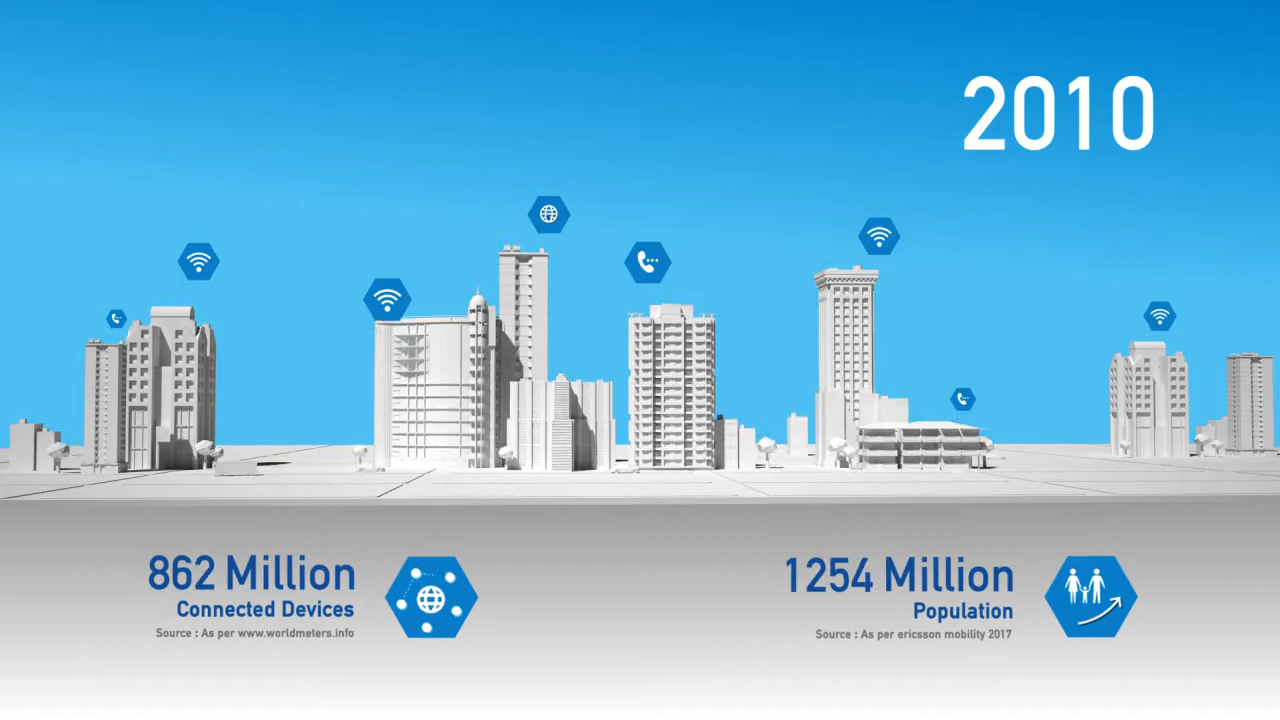 2010
862 Million
Connected Devices
Source : As per www.worldmeters.info
1254 Million
Population
Source : As per ericsson mobility 2017